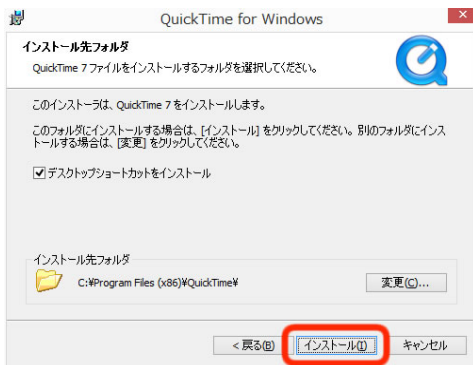 QuickTime for Windows
インストール先フォルダ
QuickTime 7 ファイルをインストールするフォルダを選択してください。
このインストーラは、QuickTime 7 をインストールします。
このフォルダにインストールする場合は、[インストール] をクリックしてください。別のフォルダにインス
トールする場合は、[変更] をクリックしてください。
デスクトップショートカットをインストール
インストール先フォルダ
C:¥Program Files (x86)¥QuickTime¥
変更(C)...
< 戻る(B)
インストール(I)
キャンセル